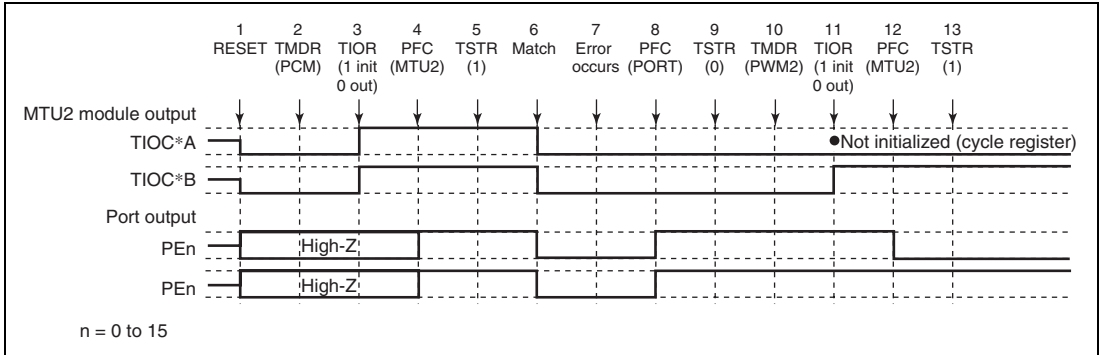 1 2 3 4 5 6 7 8 9 10 11 12 13
RESET TMDR TIOR PFC TSTR Match Error PFC TSTR TMDR TIOR PFC TSTR
(PCM) (1 init (MTU2) (1) occurs (PORT) (0) (PWM2) (1 init (MTU2) (1)
0 out) 0 out)
MTU2 module output
TIOC*A
●Not initialized (cycle register)
TIOC*B
Port output
PEn
High-Z
PEn
High-Z
n = 0 to 15